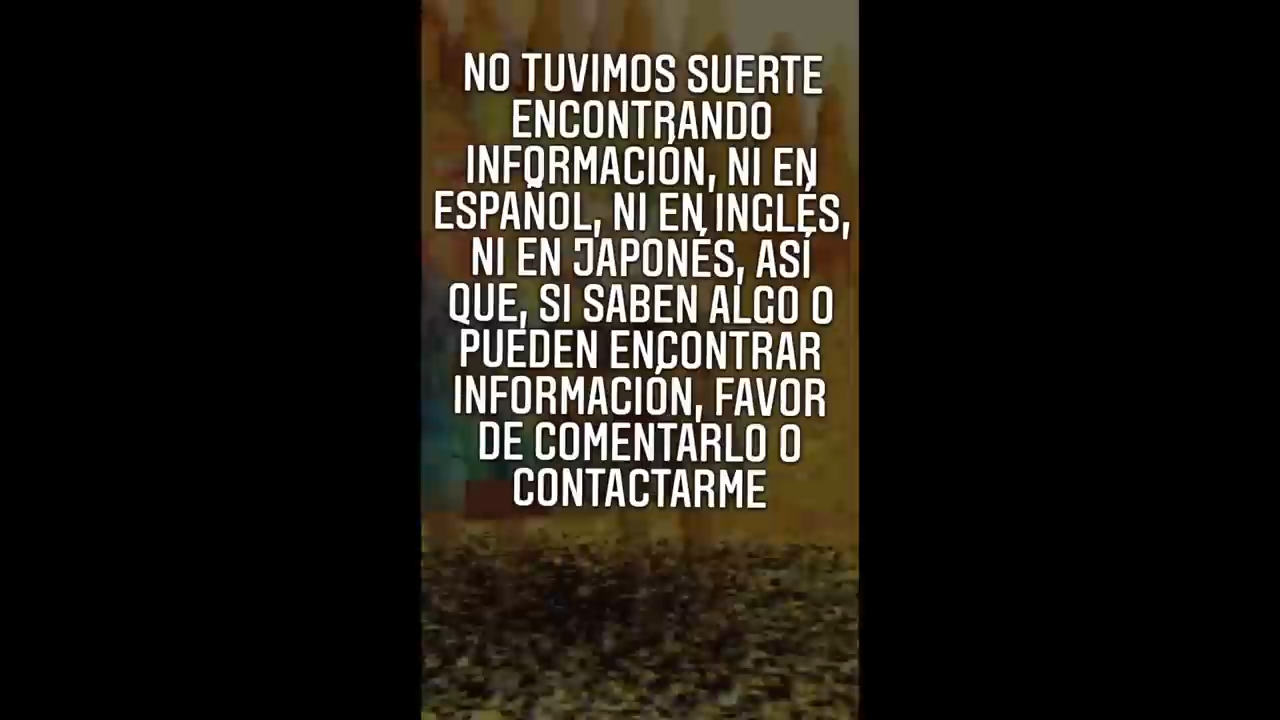 NO TUVIMOS SUERTE
ENCONTRANDO
INFORMACIÓN, NI EN
ESPAÑOL, NI EN INGLÉS,
NI EN JAPONÉS, ASÍ
QUE, SI SABEN ALGO O
PUEDEN ENCONTRAR
INFORMACIÓN, FAVOR
DE COMENTARLO O
CONTACTARME